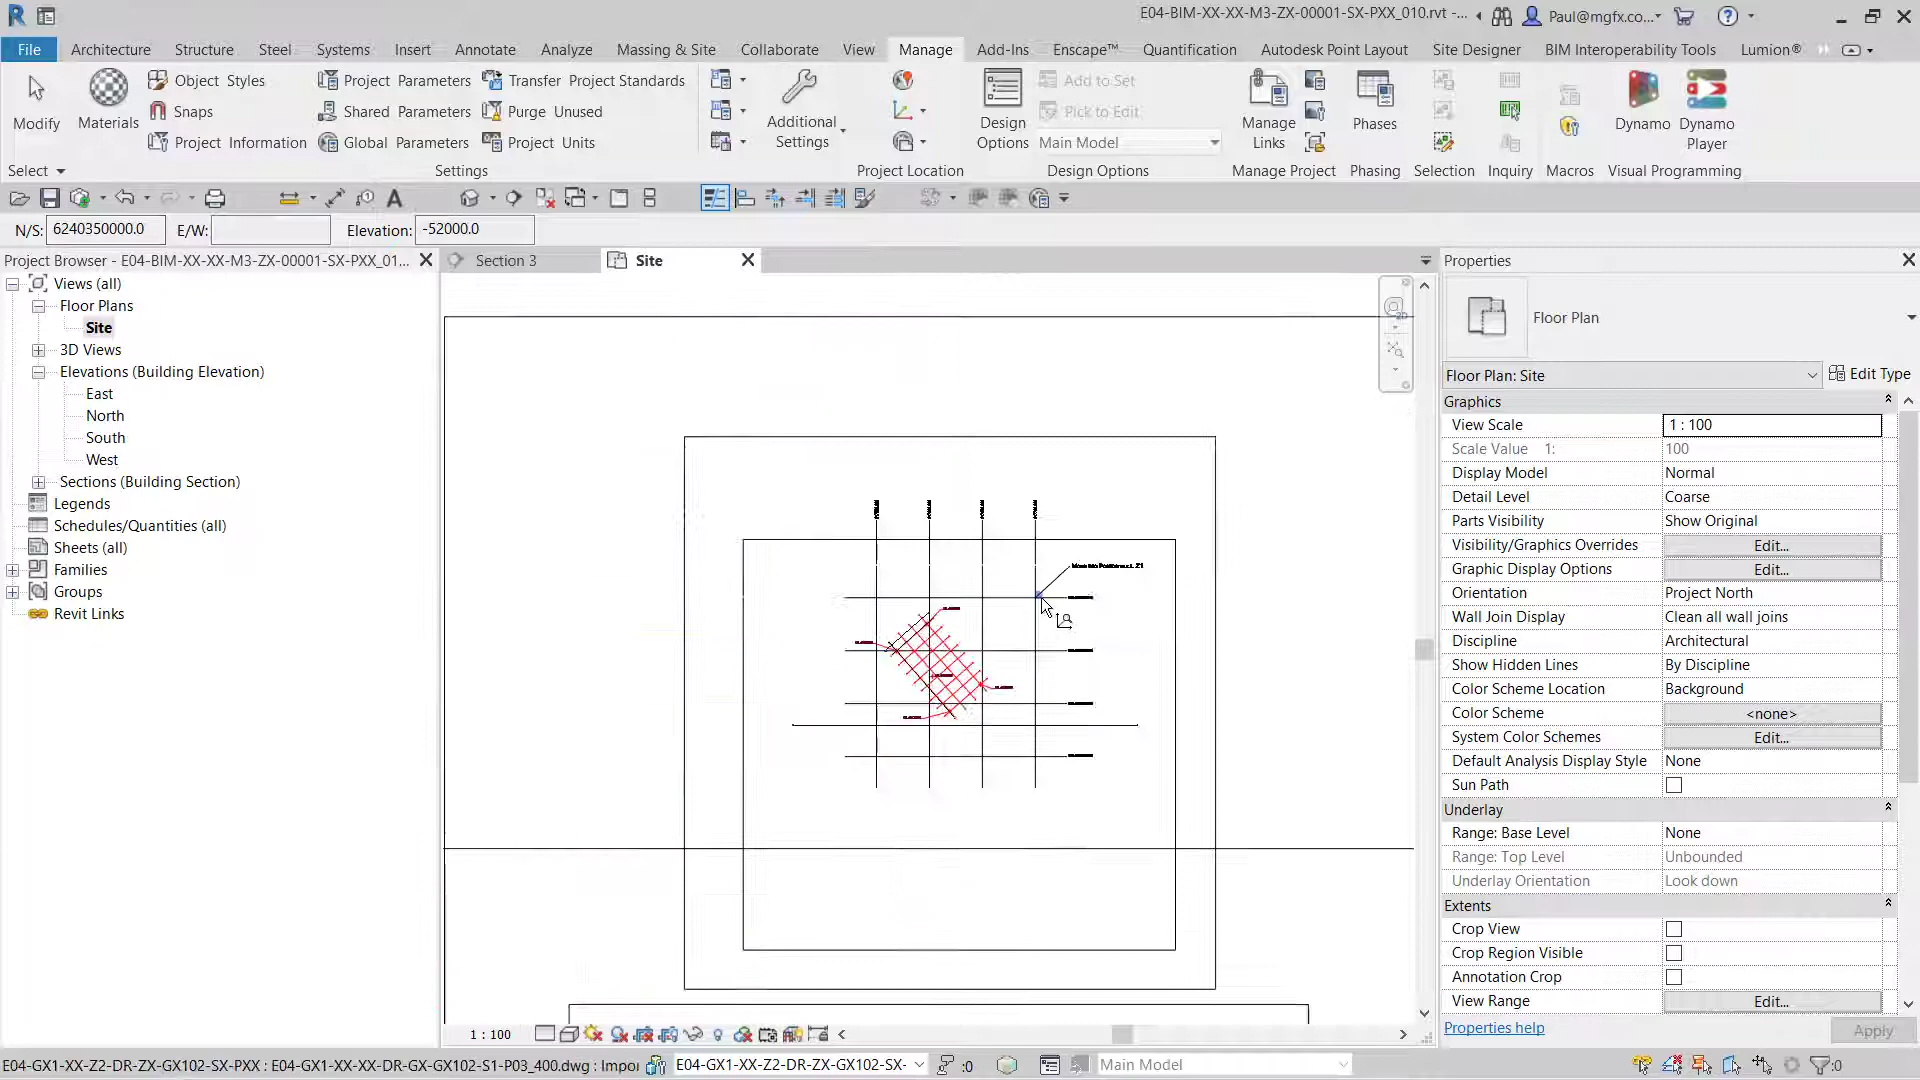 E04-BIM-XX-XX-M3-ZX-00001-SX-PXX_010.rvt -...
Paul@mgfx.co...
File
Architecture
Structure
Steel
Systems
Insert
Annotate
Analyze
Massing & Site
Collaborate
View
Manage
Add-Ins
Enscape™
Quantification
Autodesk Point Layout
Site Designer
BIM Interoperability Tools
Lumion®
Modify
Materials
Object Styles
Snaps
Project Information
Project Parameters
Shared Parameters
Global Parameters
Transfer Project Standards
Purge Unused
Project Units
Additional Settings
Design Options
Add to Set
Pick to Edit
Main Model
Manage Links
Phases
Dynamo
Dynamo Player
Select
Settings
Project Location
Design Options
Manage Project
Phasing
Selection
Inquiry
Macros
Visual Programming
N/S: 6240350000.0
E/W:
Elevation: -52000.0
Project Browser - E04-BIM-XX-XX-M3-ZX-00001-SX-PXX_01...
Section 3
Site
Properties
Views (all)
Floor Plans
Site
3D Views
Elevations (Building Elevation)
East
North
South
West
Sections (Building Section)
Legends
Schedules/Quantities (all)
Sheets (all)
Families
Groups
Revit Links
Floor Plan
Floor Plan: Site
Edit Type
Graphics
View Scale 1 : 100
Scale Value 1: 100
Display Model Normal
Detail Level Coarse
Parts Visibility Show Original
Visibility/Graphics Overrides Edit...
Graphic Display Options Edit...
Orientation Project North
Wall Join Display Clean all wall joins
Discipline Architectural
Show Hidden Lines By Discipline
Color Scheme Location Background
Color Scheme <none>
System Color Schemes Edit...
Default Analysis Display Style None
Sun Path
Underlay
Range: Base Level None
Range: Top Level Unbounded
Underlay Orientation Look down
Extents
Crop View
Crop Region Visible
Annotation Crop
View Range Edit...
Properties help
Apply
1 : 100
E04-GX1-XX-Z2-DR-ZX-GX102-SX-PXX : E04-GX1-XX-XX-DR-GX-GX102-S1-P03_400.dwg : Impor
E04-GX1-XX-Z2-DR-ZX-GX102-SX-
:0
Main Model
:0